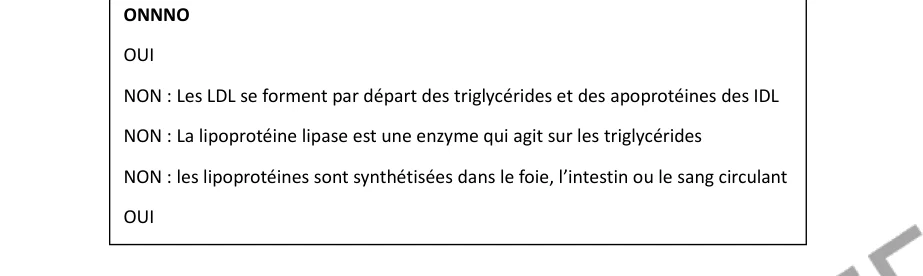 ONNNO
OUI
NON : Les LDL se forment par départ des triglycérides et des apoprotéines des IDL
NON : La lipoprotéine lipase est une enzyme qui agit sur les triglycérides
NON : les lipoprotéines sont synthétisées dans le foie, l’intestin ou le sang circulant
OUI